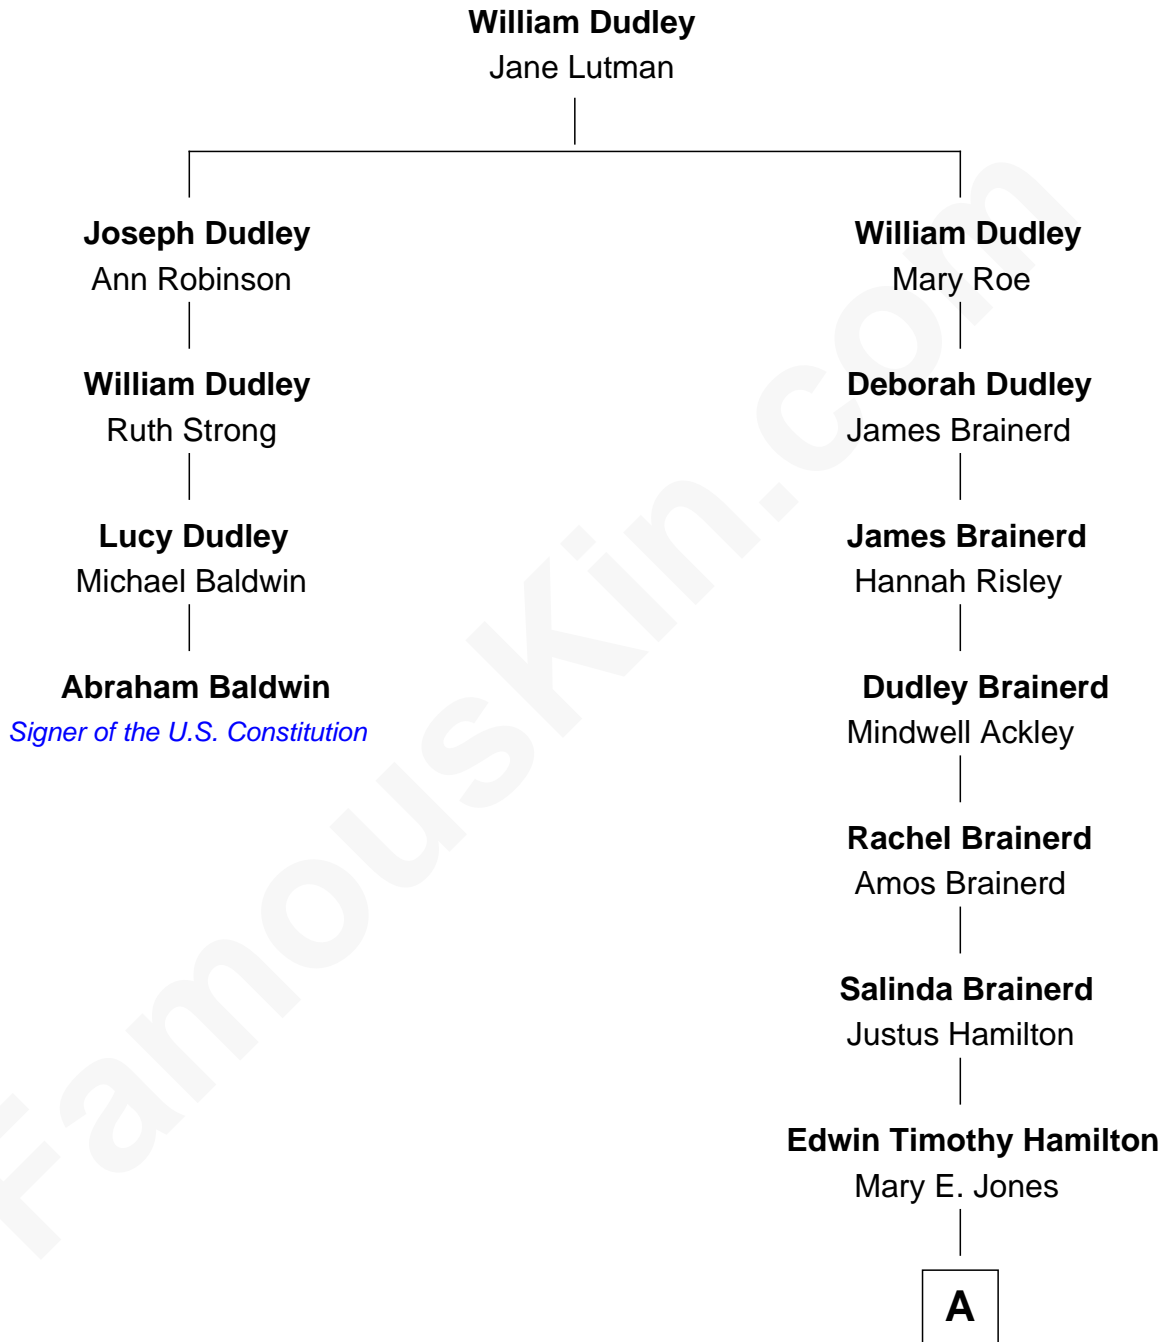 William Dudley
Jane Lutman
Joseph Dudley
Ann Robinson
William Dudley
Mary Roe
William Dudley
Ruth Strong
Deborah Dudley
James Brainerd
Lucy Dudley
Michael Baldwin
James Brainerd
Hannah Risley
Abraham Baldwin
Signer of the U.S. Constitution
Dudley Brainerd
Mindwell Ackley
Rachel Brainerd
Amos Brainerd
Salinda Brainerd
Justus Hamilton
Edwin Timothy Hamilton
Mary E. Jones
A
FamousKin.com